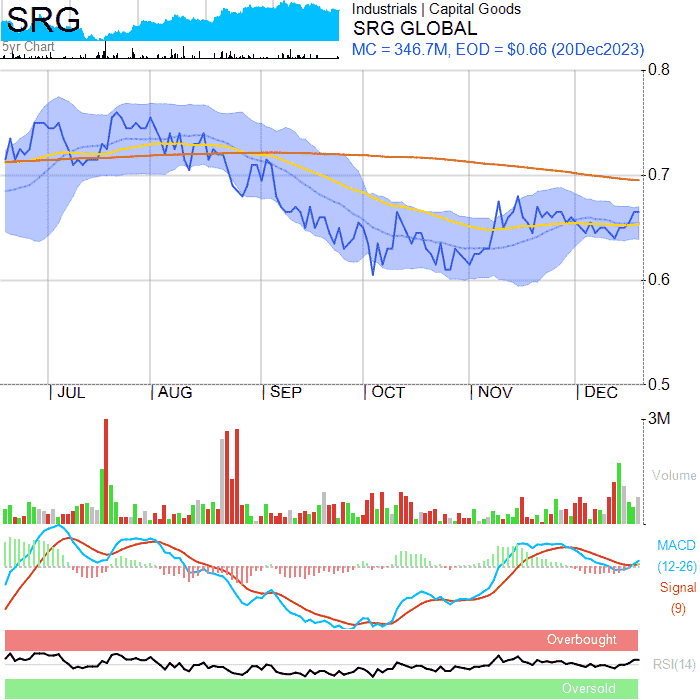 SRG
5yr Chart
Industrials | Capital Goods
SRG GLOBAL
MC = 346.7M, EOD = $0.66 (20Dec2023)
0.8
0.7
0.6
0.5
JUL AUG SEP OCT NOV DEC
3M
Volume
MACD
(12-26)
Signal
(9)
Overbought
RSI(14)
Oversold